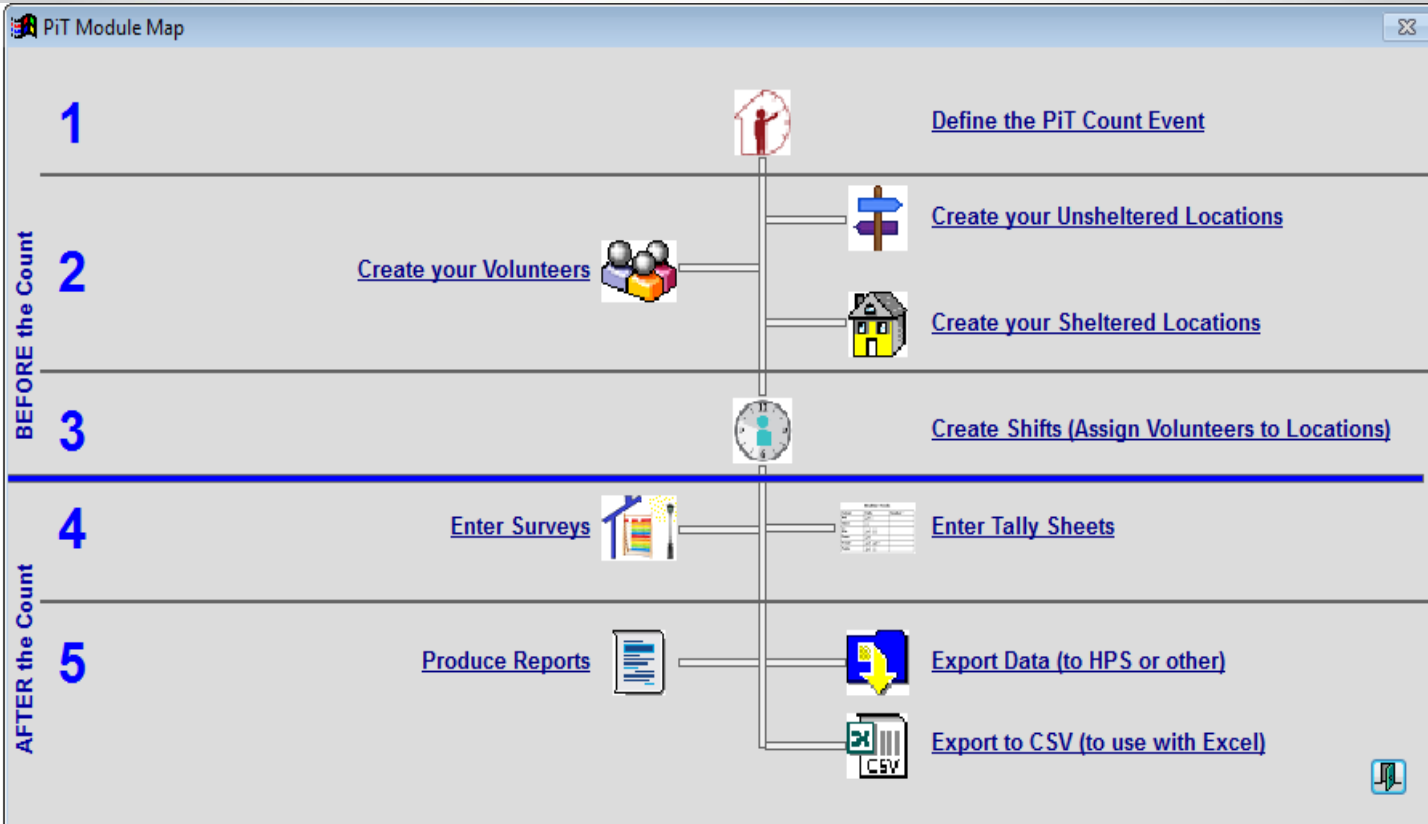 PiT Module Map
1
Define the PiT Count Event
BEFORE the Count
2
Create your Volunteers
Create your Unsheltered Locations
Create your Sheltered Locations
3
Create Shifts (Assign Volunteers to Locations)
AFTER the Count
4
Enter Surveys
Enter Tally Sheets
5
Produce Reports
Export Data (to HPS or other)
Export to CSV (to use with Excel)
CSV